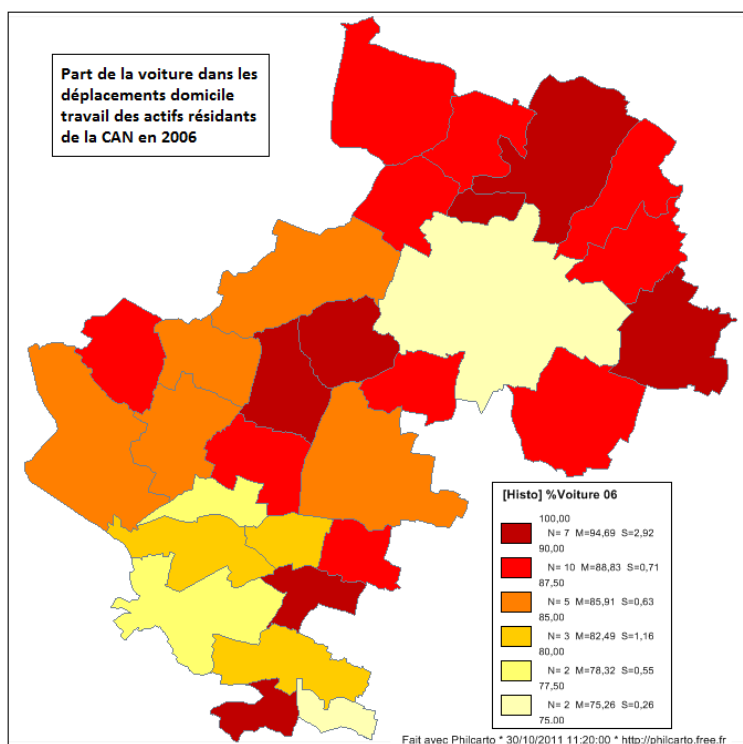 Part de la voiture dans les
déplacements domicile
travail des actifs résidants
de la CAN en 2006
[Histo] %Voiture 06
100,00
N= 7 M=94,69 S=2,92
90,00
N= 10 M=88,83 S=0,71
87,50
N= 5 M=85,91 S=0,63
85,00
N= 3 M=82,49 S=1,16
80,00
N= 2 M=78,32 S=0,55
77,50
N= 2 M=75,26 S=0,26
75,00
Fait avec Philcarto * 30/10/2011 11:20:00 * http://philcarto.free.fr